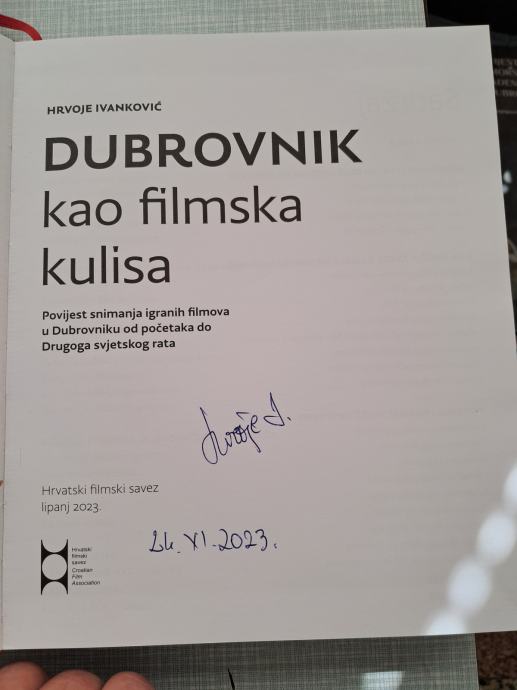 HRVOJE IVANKOVIĆ
DUBROVNIK
kao filmska
kulisa
Povijest snimanja igranih filmova
u Dubrovniku od početaka do
Drugoga svjetskog rata
Hrvoje I.
Hrvatski filmski savez
lipanj 2023.
24. XI. 2023.
Hrvatski
filmski
savez
Croatian
Film
Association